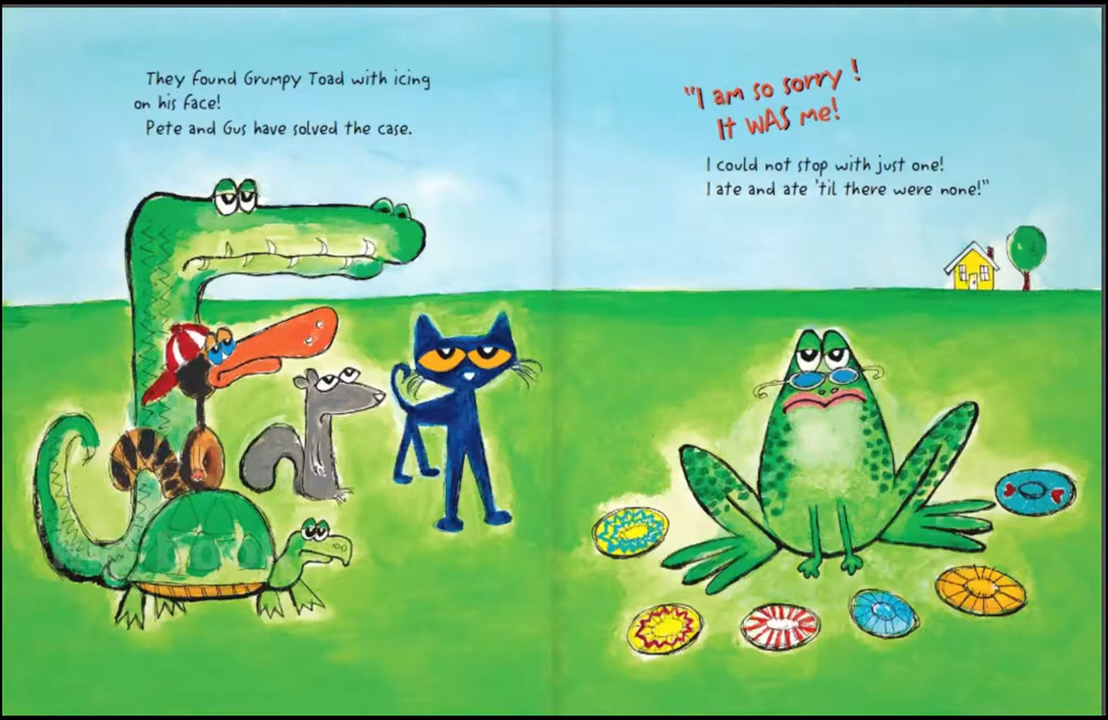 They found Grumpy Toad with icing
on his face!
Pete and Gus have solved the case.
"I am so sorry!
It WAS me!
I could not stop with just one!
I ate and ate 'til there were none!"